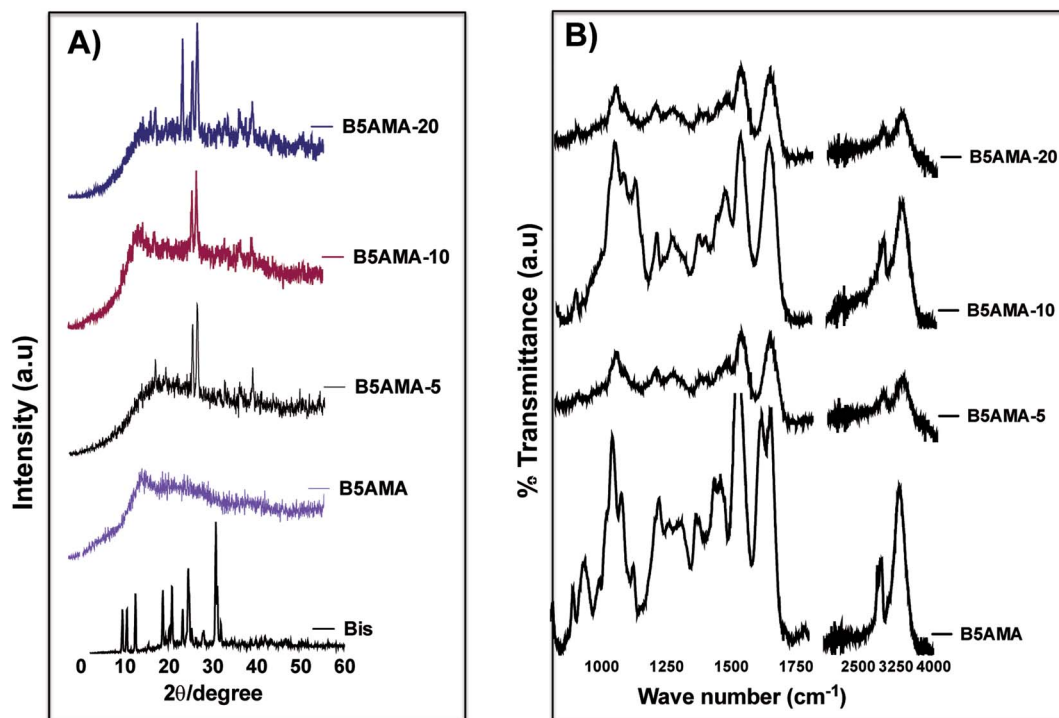 A)
B5AMA-20
B5AMA-10
B5AMA-5
B5AMA
Bis
0 10 20 30 40 50 60
2θ/degree
Intensity (a.u)
B)
B5AMA-20
B5AMA-10
B5AMA-5
B5AMA
1000 1250 1500 1750 2500 3250 4000
Wave number (cm-1)
% Transmittance (a.u)